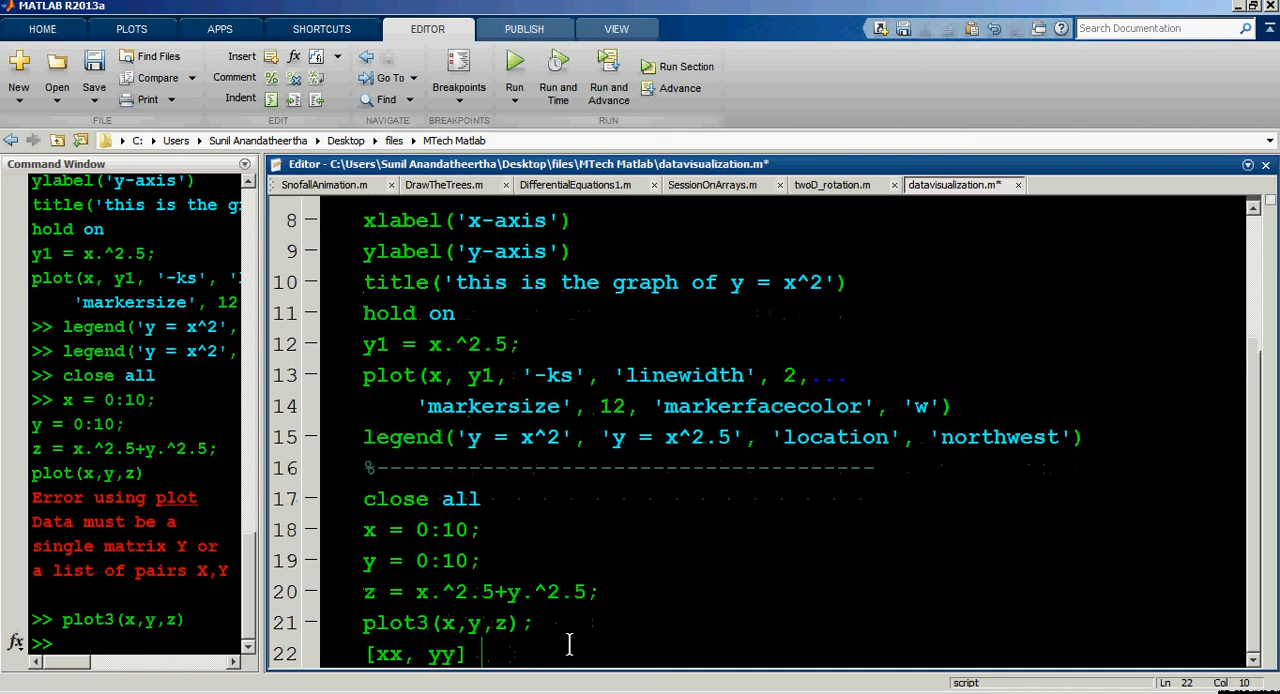 MATLAB R2013a
HOME PLOTS APPS SHORTCUTS EDITOR PUBLISH VIEW Search Documentation
New Open Save Find Files Compare Print
FILE
Insert fx
Comment
Indent
EDIT
Go To
Find
NAVIGATE
Breakpoints
BREAKPOINTS
Run Run and Time Run and Advance Run Section Advance
RUN
C: Users Sunil Anandatheertha Desktop files MTech Matlab
Command Window
ylabel('y-axis')
title('this is the g
hold on
y1 = x.^2.5;
plot(x, y1, '-ks', '
'markersize', 12
>> legend('y = x^2',
>> legend('y = x^2',
>> close all
>> x = 0:10;
y = 0:10;
z = x.^2.5+y.^2.5;
plot(x,y,z)
Error using plot
Data must be a
single matrix Y or
a list of pairs X,Y
>> plot3(x,y,z)
fx >>
Editor - C:\Users\Sunil Anandatheertha\Desktop\files\MTech Matlab\datavisualization.m*
SnofallAnimation.m DrawTheTrees.m DifferentialEquations1.m SessionOnArrays.m twoD_rotation.m datavisualization.m*
8 xlabel('x-axis')
9 ylabel('y-axis')
10 title('this is the graph of y = x^2')
11 hold on
12 y1 = x.^2.5;
13 plot(x, y1, '-ks', 'linewidth', 2,...
14 'markersize', 12, 'markerfacecolor', 'w')
15 legend('y = x^2', 'y = x^2.5', 'location', 'northwest')
16 %--------------------------------------
17 close all
18 x = 0:10;
19 y = 0:10;
20 z = x.^2.5+y.^2.5;
21 plot3(x,y,z);
22 [xx, yy]
script Ln 22 Col 10